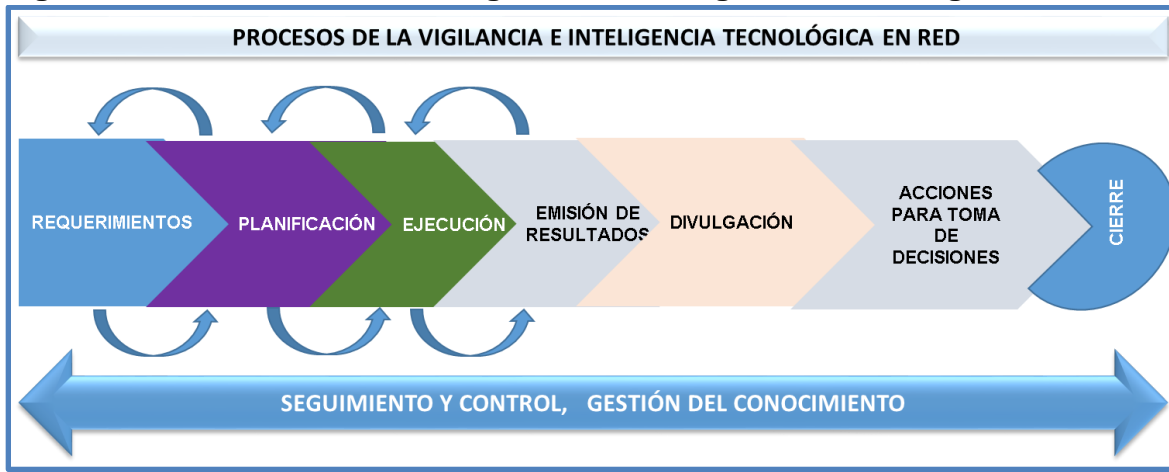 PROCESOS DE LA VIGILANCIA E INTELIGENCIA TECNOLÓGICA EN RED
REQUERIMIENTOS
PLANIFICACIÓN
EJECUCIÓN
EMISIÓN DE
RESULTADOS
DIVULGACIÓN
ACCIONES
PARA TOMA
DE
DECISIONES
CIERRE
SEGUIMIENTO Y CONTROL, GESTIÓN DEL CONOCIMIENTO